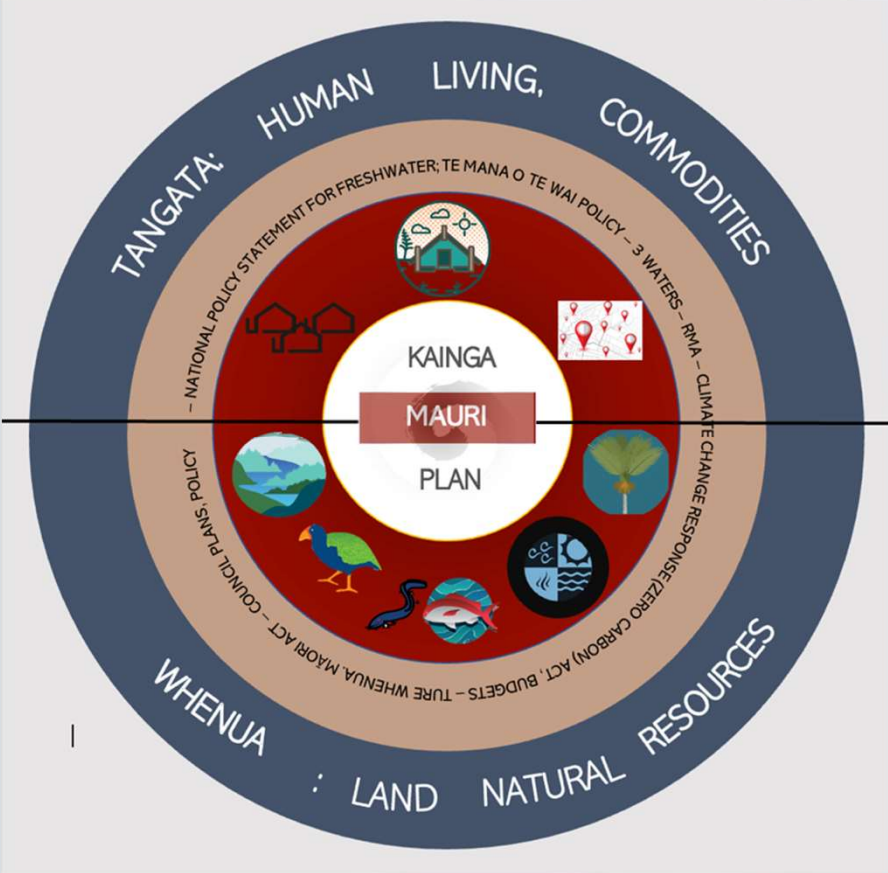 TANGATA: HUMAN LIVING, COMMODITIES
– NATIONAL POLICY STATEMENT FOR FRESHWATER; TE MANA O TE WAI POLICY – 3 WATERS – RMA – CLIMATE CHANGE RESPONSE (ZERO CARBON) ACT, BUDGETS – TURE WHENUA. MĀORI ACT – COUNCIL PLANS, POLICY
KAINGA
MAURI
PLAN
WHENUA : LAND NATURAL RESOURCES